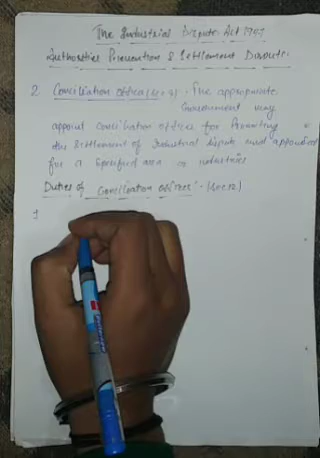 The Industrial Dispute Act 1947
Authorities Prevention & Settlement Dispute.
2. Conciliation officer (Sec 4) - The appropriate
Government may
appoint conciliation officer for Promoting
the Settlement of Industrial dispute and appointed
for a Specified area or industries
Duties of Conciliation officer - (Sec 12)